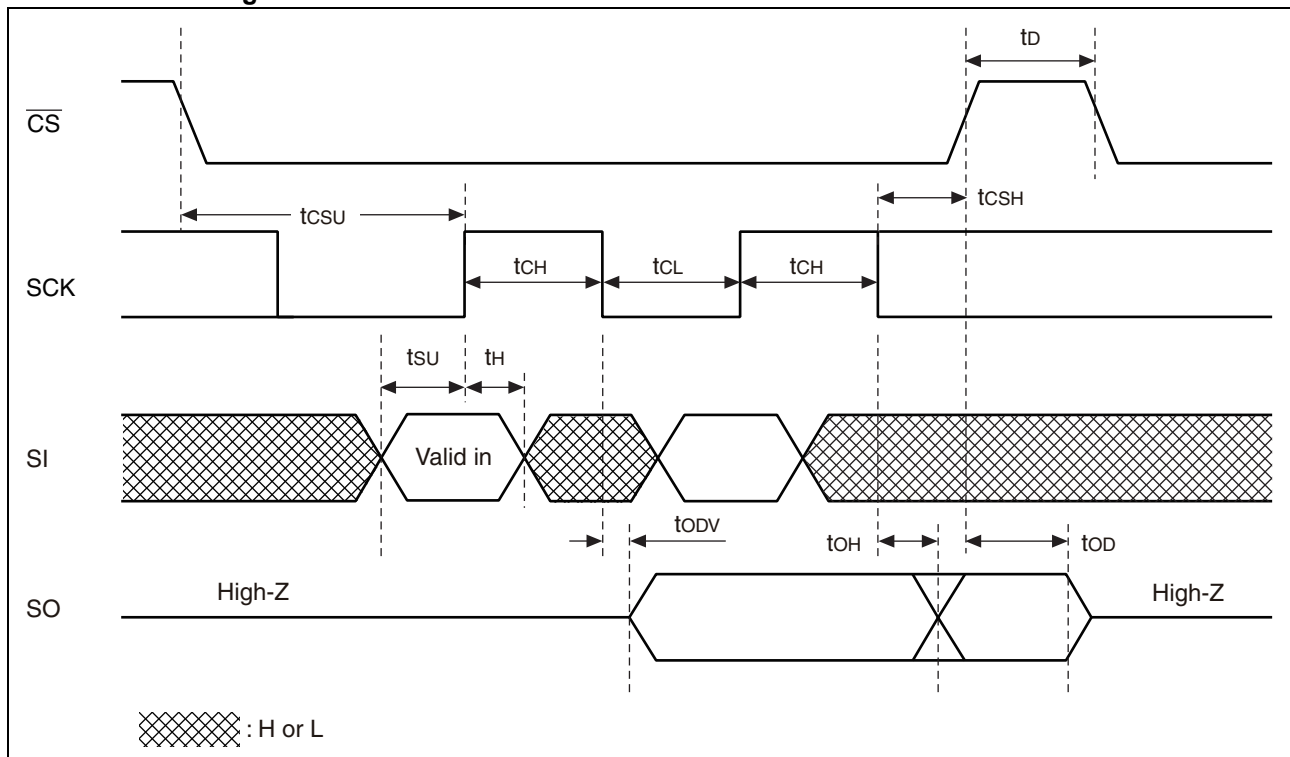 tD
CS
tCSU
tCSH
SCK
tCH
tCL
tCH
tSU
tH
SI
Valid in
tODV
tOH
tOD
SO
High-Z
High-Z
: H or L